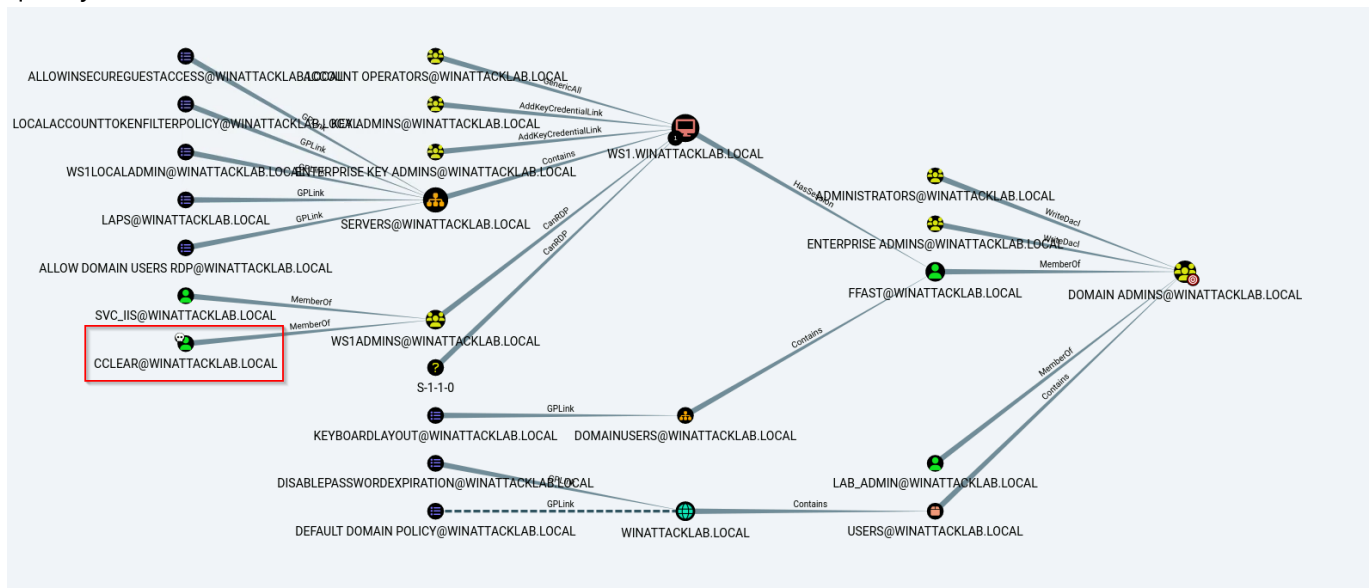 ALLOWINSECUREGUESTACCESS@WINATTACKLAB.LOCAL
ACCOUNT OPERATORS@WINATTACKLAB.LOCAL
GenericAll
LOCALACCOUNTTOKENFILTERPOLICY@WINATTACKLAB.LOCAL
KEY ADMINS@WINATTACKLAB.LOCAL
AddKeyCredentialLink
GPLink
WS1LOCALADMIN@WINATTACKLAB.LOCAL
ENTERPRISE KEY ADMINS@WINATTACKLAB.LOCAL
AddKeyCredentialLink
Contains
1
WS1.WINATTACKLAB.LOCAL
LAPS@WINATTACKLAB.LOCAL
GPLink
SERVERS@WINATTACKLAB.LOCAL
HasSession
ADMINISTRATORS@WINATTACKLAB.LOCAL
WriteDacl
ALLOW DOMAIN USERS RDP@WINATTACKLAB.LOCAL
GPLink
CanRDP
CanRDP
ENTERPRISE ADMINS@WINATTACKLAB.LOCAL
WriteDacl
MemberOf
FFAST@WINATTACKLAB.LOCAL
DOMAIN ADMINS@WINATTACKLAB.LOCAL
SVC_IIS@WINATTACKLAB.LOCAL
MemberOf
CCLEAR@WINATTACKLAB.LOCAL
MemberOf
WS1ADMINS@WINATTACKLAB.LOCAL
?
S-1-1-0
Contains
MemberOf
Contains
KEYBOARDLAYOUT@WINATTACKLAB.LOCAL
GPLink
DOMAINUSERS@WINATTACKLAB.LOCAL
DISABLEPASSWORDEXPIRATION@WINATTACKLAB.LOCAL
GPLink
LAB_ADMIN@WINATTACKLAB.LOCAL
DEFAULT DOMAIN POLICY@WINATTACKLAB.LOCAL
GPLink
WINATTACKLAB.LOCAL
Contains
USERS@WINATTACKLAB.LOCAL